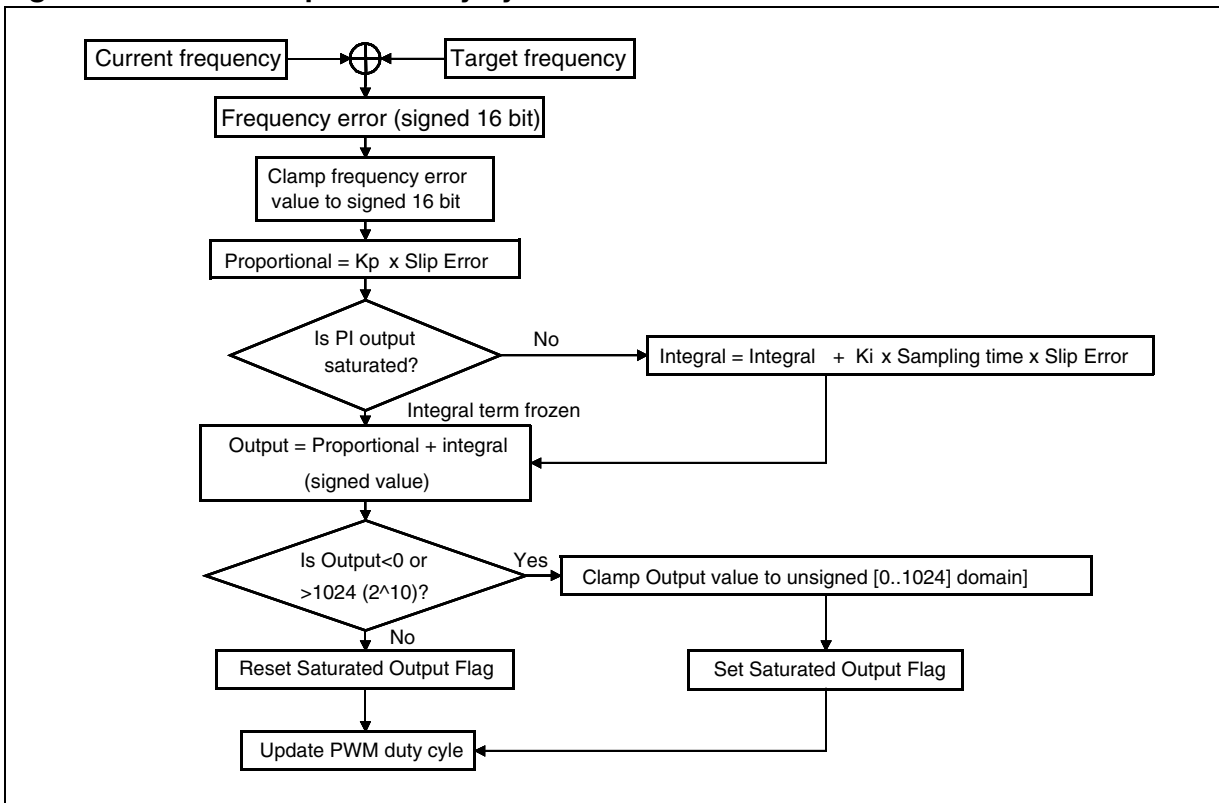 Current frequency
Target frequency
Frequency error (signed 16 bit)
Clamp frequency error
value to signed 16 bit
Proportional = Kp x Slip Error
Is PI output
saturated?
No
Integral = Integral + Ki x Sampling time x Slip Error
Integral term frozen
Output = Proportional + integral
(signed value)
Is Output<0 or
>1024 (2^10)?
Yes
Clamp Output value to unsigned [0..1024] domain]
No
Reset Saturated Output Flag
Set Saturated Output Flag
Update PWM duty cyle